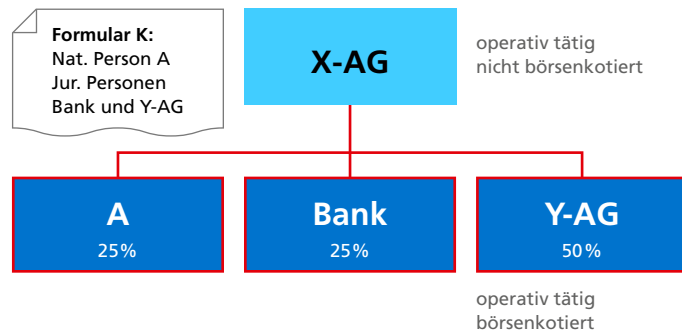 Formular K:
Nat. Person A
Jur. Personen
Bank und Y-AG
X-AG
operativ tätig
nicht börsenkotiert
A
25%
Bank
25%
Y-AG
50%
operativ tätig
börsenkotiert